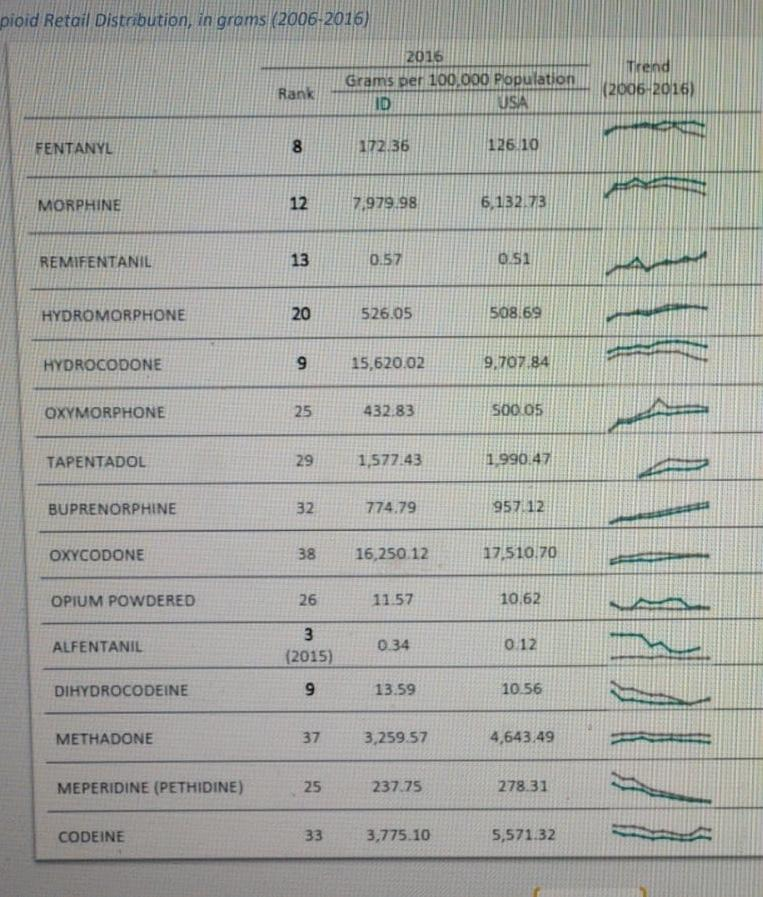 pioid Retail Distribution, in grams (2006-2016)
2016
Rank Grams per 100,000 Population Trend
ID USA (2006-2016)
FENTANYL 8 172.36 126.10
MORPHINE 12 7,979.98 6,132.73
REMIFENTANIL 13 0.57 0.51
HYDROMORPHONE 20 526.05 508.69
HYDROCODONE 9 15,620.02 9,707.84
OXYMORPHONE 25 432.83 500.05
TAPENTADOL 29 1,577.43 1,990.47
BUPRENORPHINE 32 774.79 957.12
OXYCODONE 38 16,250.12 17,510.70
OPIUM POWDERED 26 11.57 10.62
ALFENTANIL 3 (2015) 0.34 0.12
DIHYDROCODEINE 9 13.59 10.56
METHADONE 37 3,259.57 4,643.49
MEPERIDINE (PETHIDINE) 25 237.75 278.31
CODEINE 33 3,775.10 5,571.32